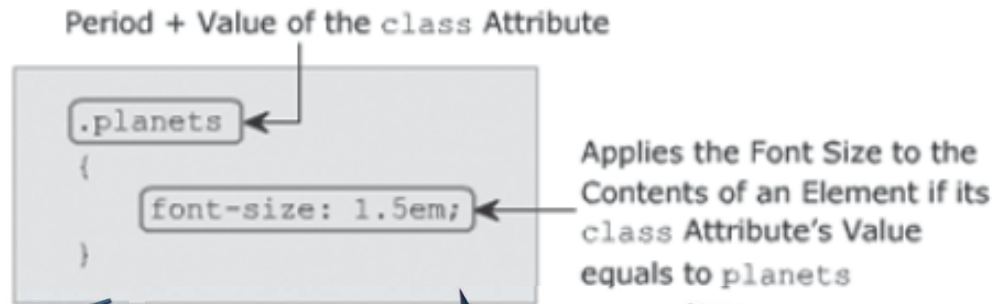 Period + Value of the class Attribute
.planets
{
font-size: 1.5em;
}
Applies the Font Size to the
Contents of an Element if its
class Attribute's Value
equals to planets